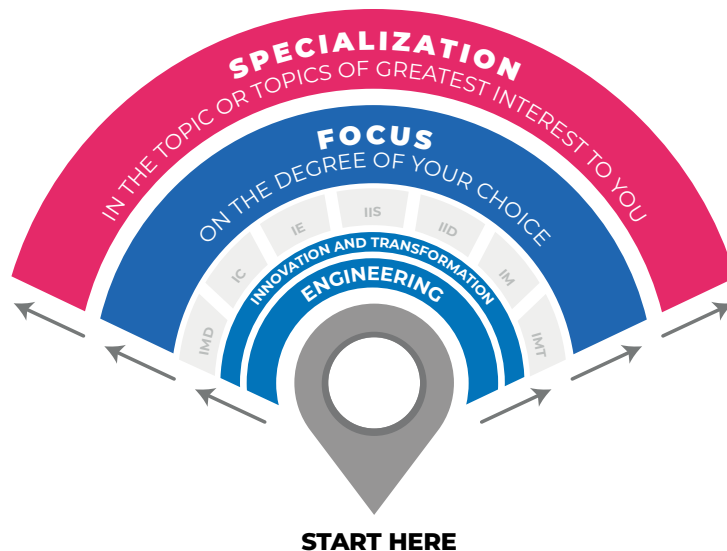 SPECIALIZATION
IN THE TOPIC OR TOPICS OF GREATEST INTEREST TO YOU
FOCUS
ON THE DEGREE OF YOUR CHOICE
IMD
IC
IE
IIS
IID
IM
IMT
INNOVATION AND TRANSFORMATION
ENGINEERING
START HERE